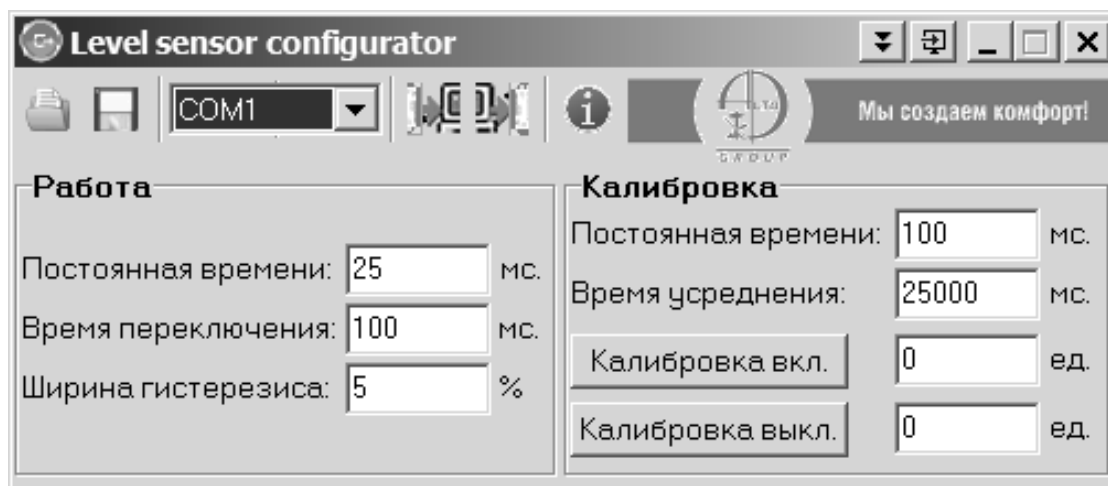 Level sensor configurator
COM1
Мы создаем комфорт!
GROUP
Работа
Постоянная времени: 25 мс.
Время переключения: 100 мс.
Ширина гистерезиса: 5 %
Калибровка
Постоянная времени: 100 мс.
Время усреднения: 25000 мс.
Калибровка вкл. 0 ед.
Калибровка выкл. 0 ед.